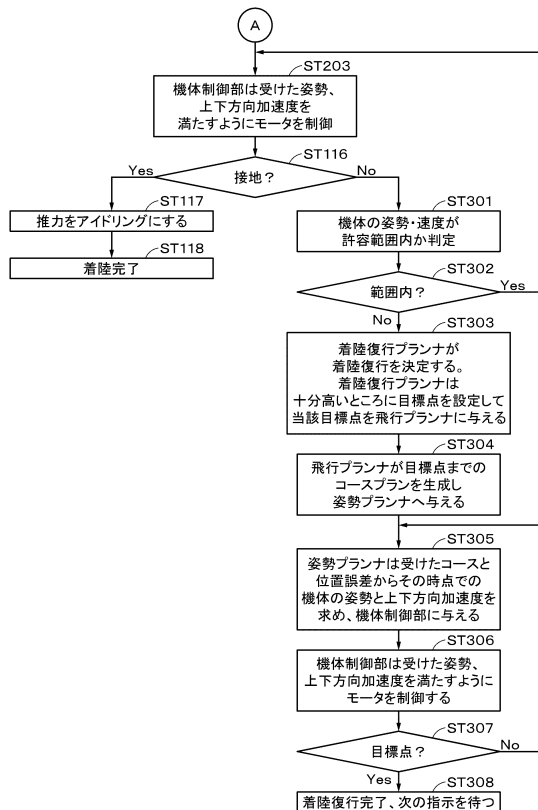 A
ST203
機体制御部は受けた姿勢、
上下方向加速度を
満たすようにモータを制御
ST116
接地？
Yes
No
ST117
推力をアイドリングにする
ST118
着陸完了
ST301
機体の姿勢・速度が
許容範囲内か判定
ST302
範囲内？
Yes
No
ST303
着陸復行プランナが
着陸復行を決定する。
着陸復行プランナは
十分高いところに目標点を設定して
当該目標点を飛行プランナに与える
ST304
飛行プランナが目標点までの
コースプランを生成し
姿勢プランナへ与える
ST305
姿勢プランナは受けたコースと
位置誤差からその時点での
機体の姿勢と上下方向加速度を
求め、機体制御部に与える
ST306
機体制御部は受けた姿勢、
上下方向加速度を満たすように
モータを制御する
ST307
目標点？
No
Yes
ST308
着陸復行完了、次の指示を待つ